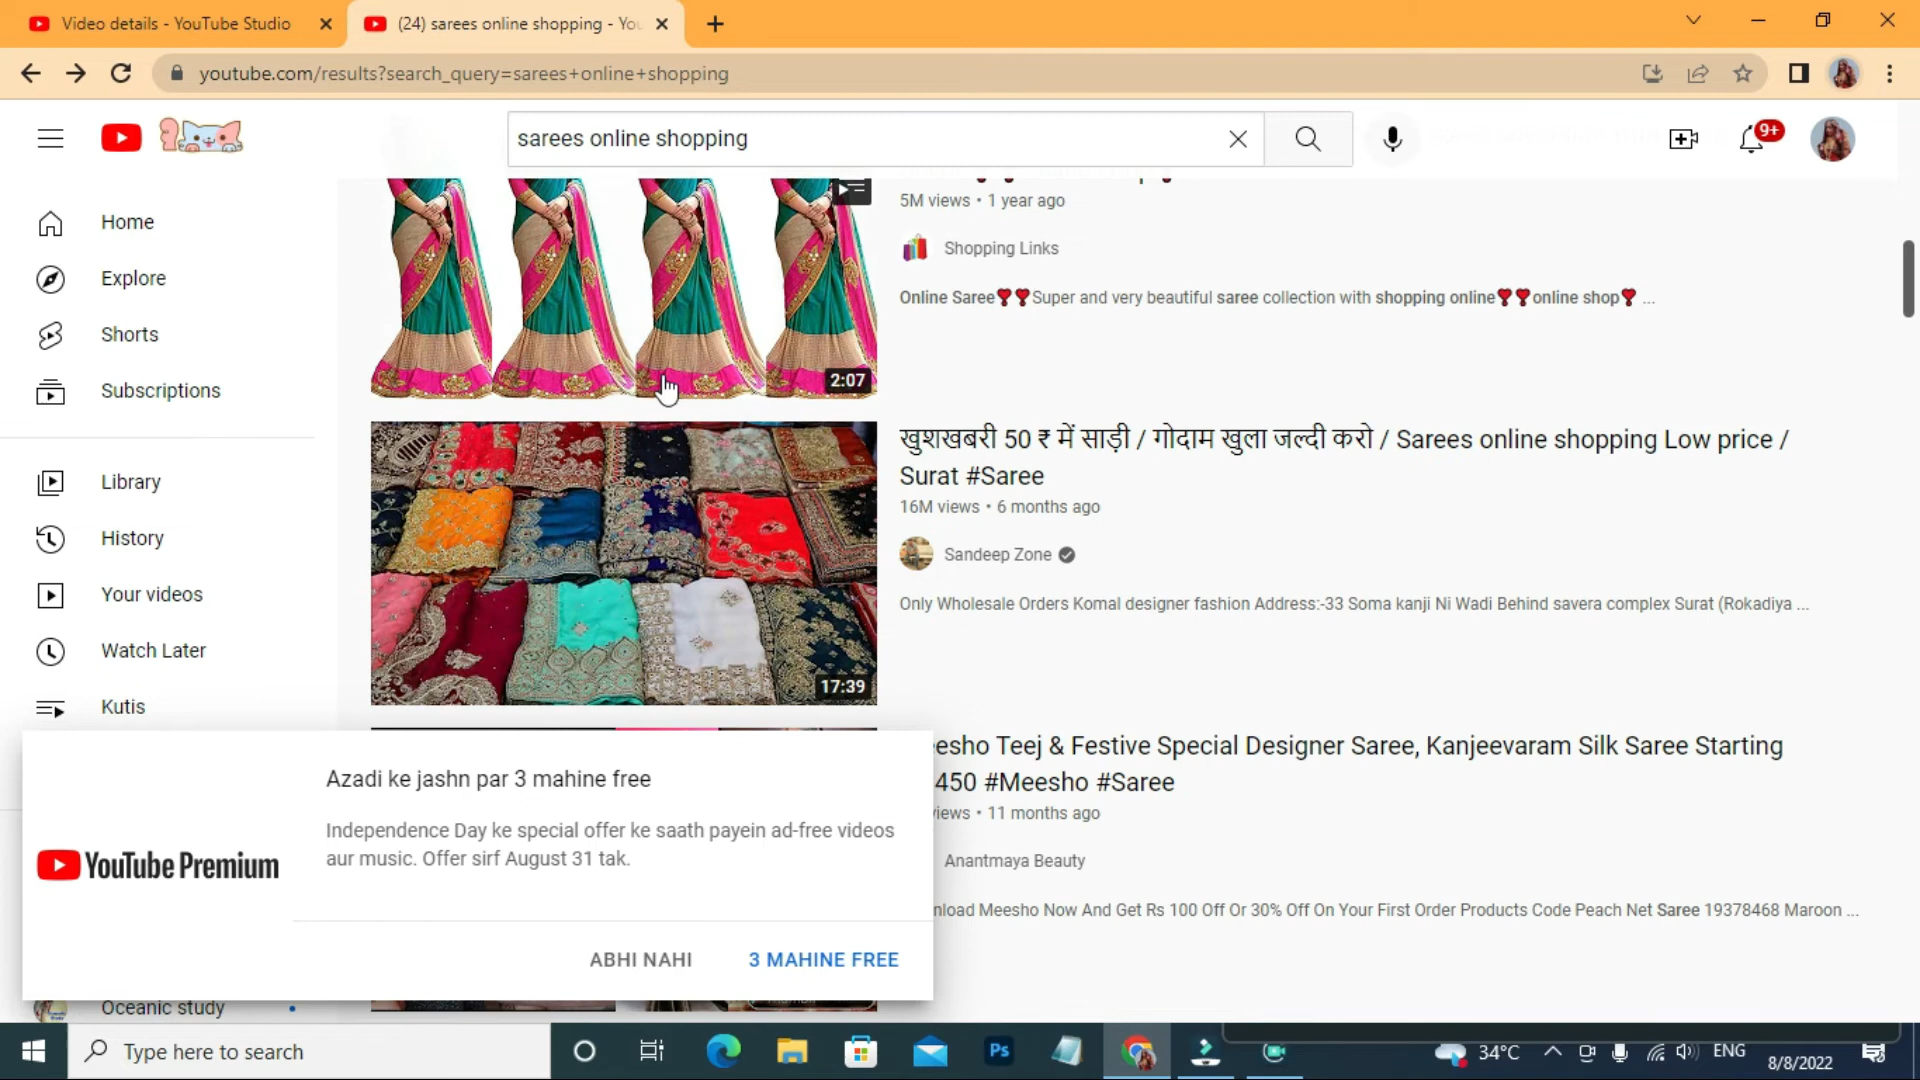 Video details - YouTube Studio
(24) sarees online shopping - You
youtube.com/results?search_query=sarees+online+shopping
sarees online shopping
9+
Home
Explore
Shorts
Subscriptions
Library
History
Your videos
Watch Later
Kutis
Oceanic study
5M views • 1 year ago
Shopping Links
Online Saree❣❣Super and very beautiful saree collection with shopping online❣❣online shop❣ ...
2:07
खुशखबरी 50 ₹ में साड़ी / गोदाम खुला जल्दी करो / Sarees online shopping Low price /
Surat #Saree
16M views • 6 months ago
Sandeep Zone
Only Wholesale Orders Komal designer fashion Address:-33 Soma kanji Ni Wadi Behind savera complex Surat (Rokadiya ...
17:39
esho Teej & Festive Special Designer Saree, Kanjeevaram Silk Saree Starting
450 #Meesho #Saree
iews • 11 months ago
Anantmaya Beauty
nload Meesho Now And Get Rs 100 Off Or 30% Off On Your First Order Products Code Peach Net Saree 19378468 Maroon ...
Azadi ke jashn par 3 mahine free
Independence Day ke special offer ke saath payein ad-free videos
aur music. Offer sirf August 31 tak.
YouTube Premium
ABHI NAHI
3 MAHINE FREE
Type here to search
Ps
34°C
ENG
8/8/2022